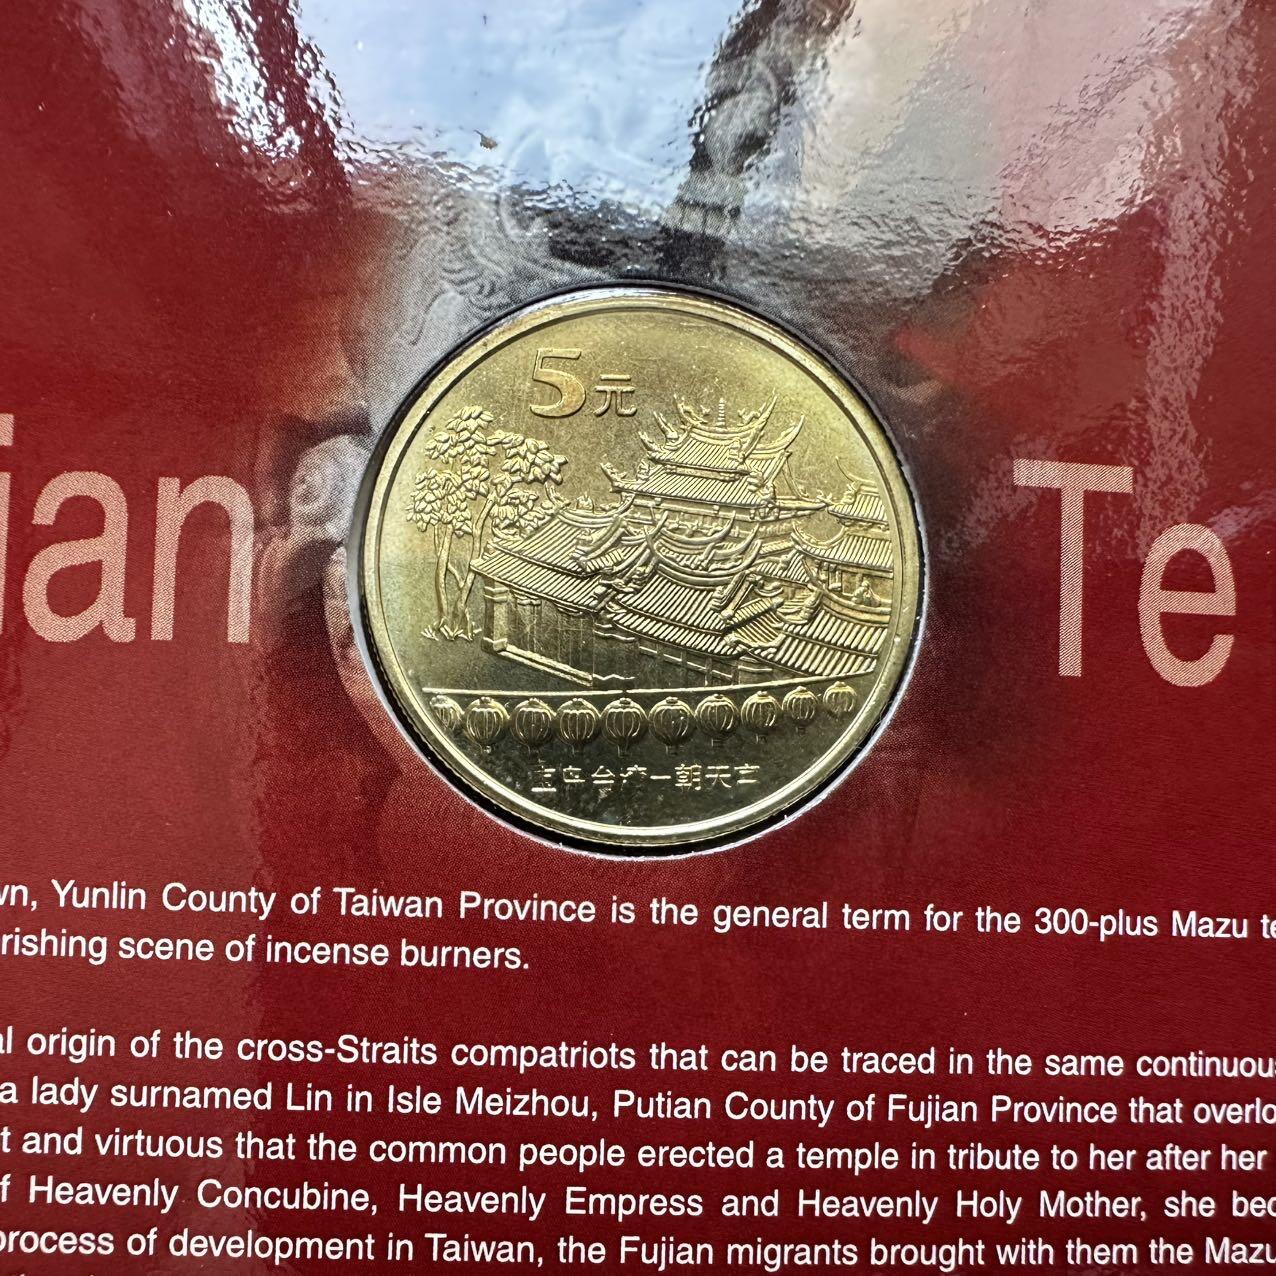 5元
ian Te
宝岛台湾一朝天宫
wn, Yunlin County of Taiwan Province is the general term for the 300-plus Mazu te
rishing scene of incense burners.
al origin of the cross-Straits compatriots that can be traced in the same continuous
a lady surnamed Lin in Isle Meizhou, Putian County of Fujian Province that overlo
t and virtuous that the common people erected a temple in tribute to her after her
f Heavenly Concubine, Heavenly Empress and Heavenly Holy Mother, she bec
process of development in Taiwan, the Fujian migrants brought with them the Mazu